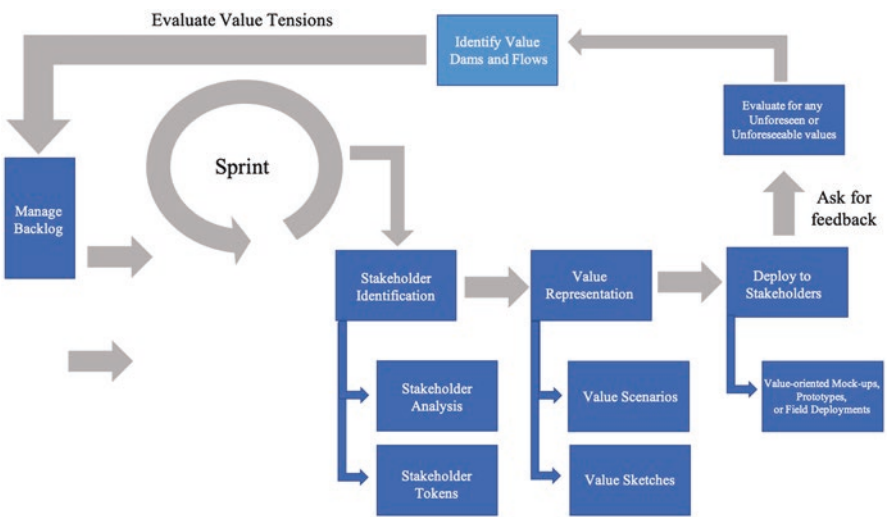 Evaluate Value Tensions
Identify Value
Dams and Flows
Evaluate for any
Unforeseen or
Unforeseeable values
Sprint
Manage
Backlog
Ask for
feedback
Stakeholder
Identification
Value
Representation
Deploy to
Stakeholders
Stakeholder
Analysis
Value Scenarios
Value-oriented Mock-ups,
Prototypes,
or Field Deployments
Stakeholder
Tokens
Value Sketches